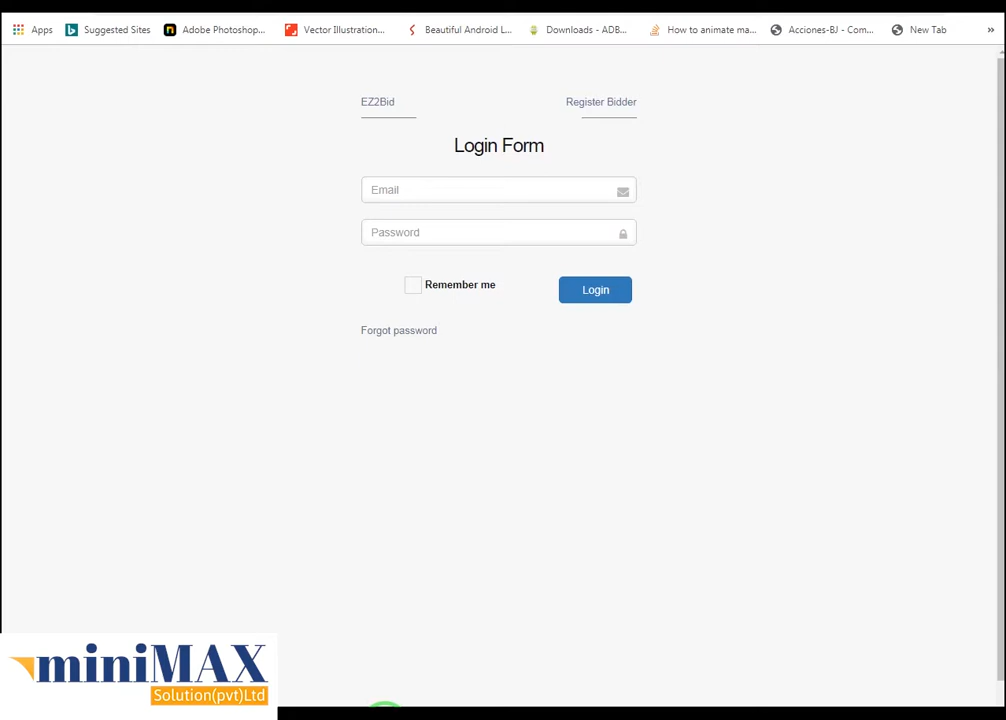 Apps Suggested Sites Adobe Photoshop... Vector Illustration... Beautiful Android L... Downloads - ADB... How to animate ma... Acciones-BJ - Com... New Tab »
EZ2Bid Register Bidder
Login Form
Email
Password
Remember me Login
Forgot password
miniMAX
Solution(pvt)Ltd